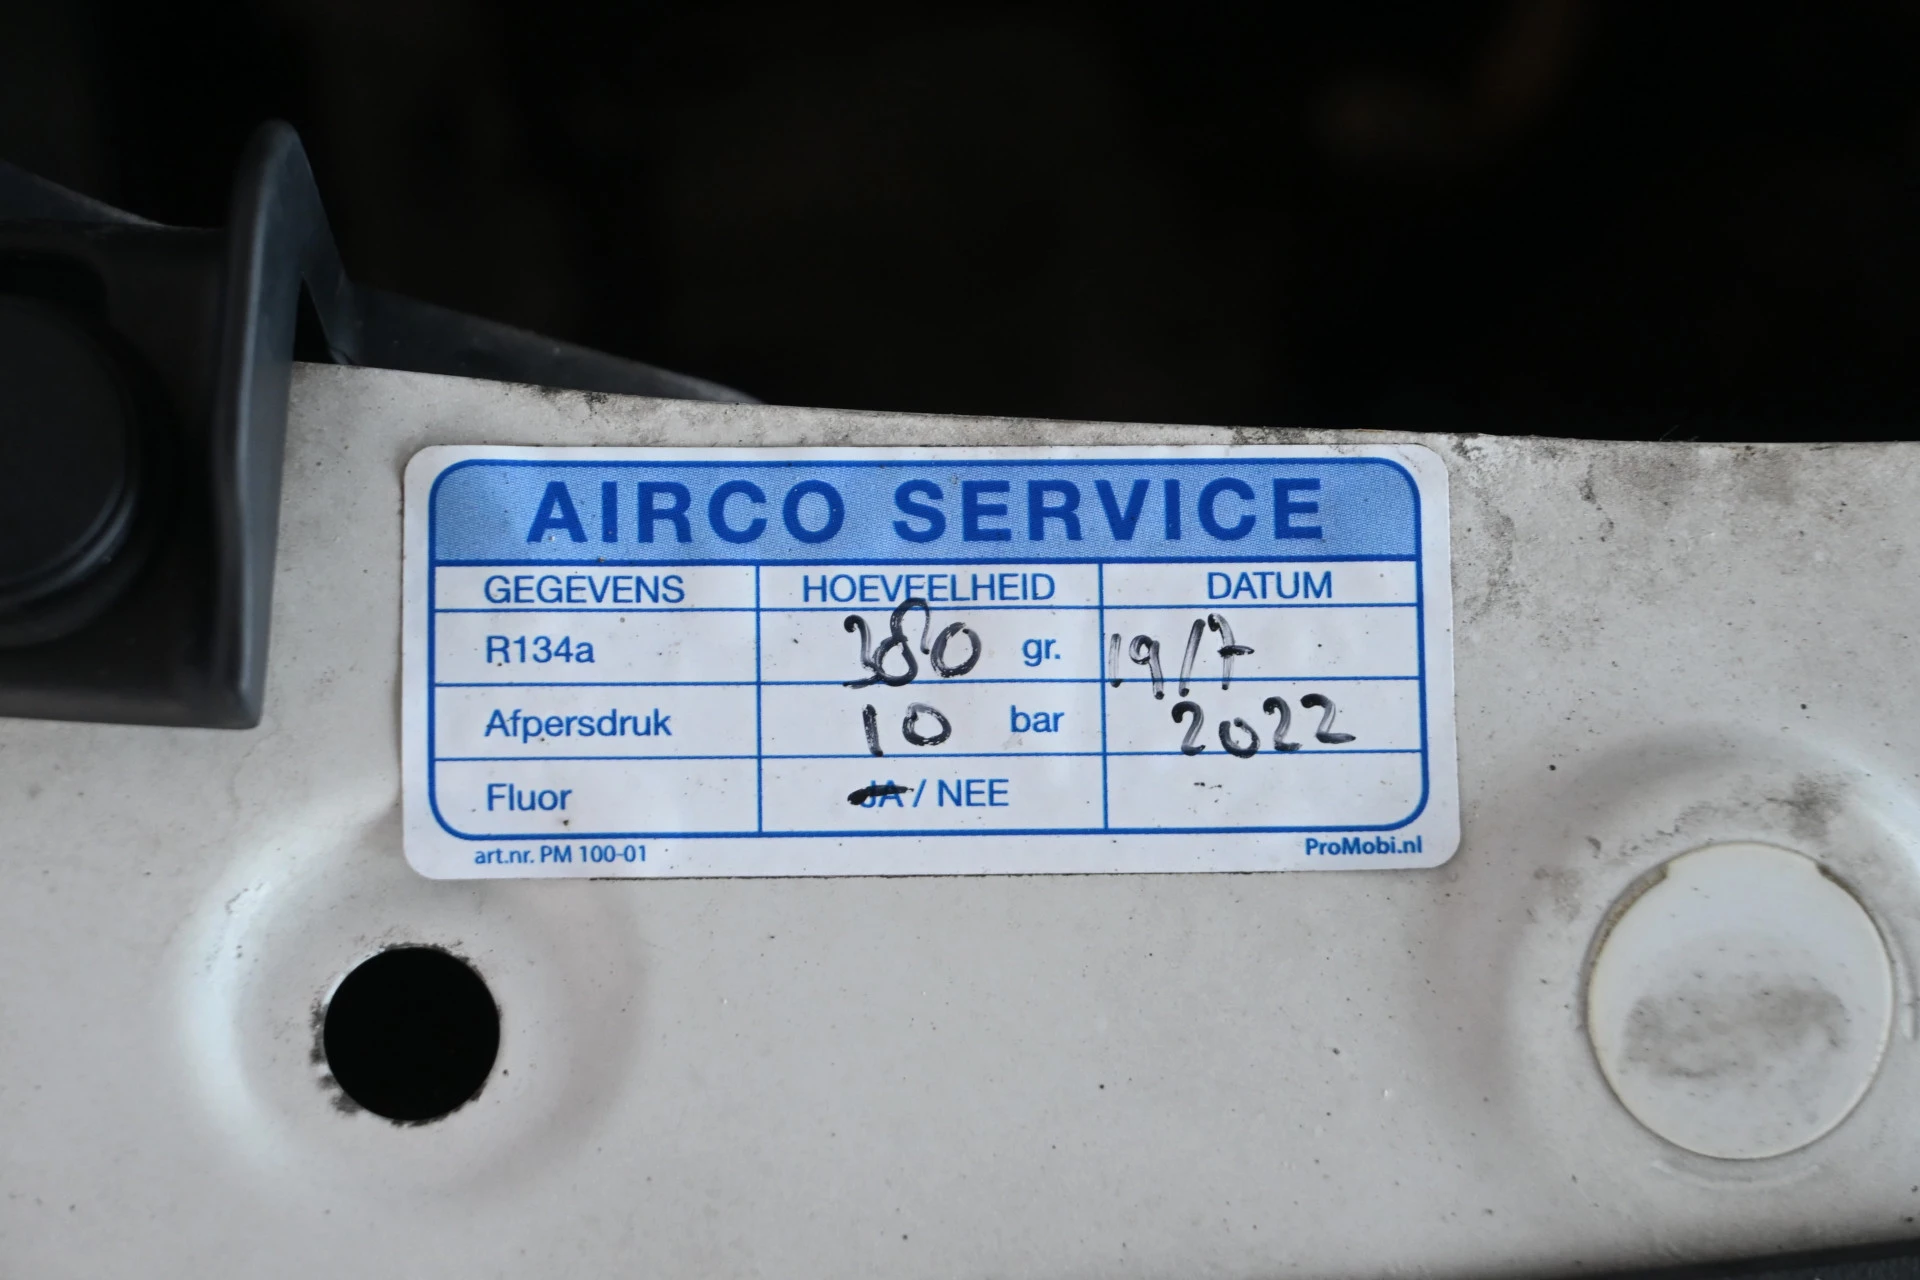 AIRCO SERVICE
GEGEVENS HOEVEELHEID DATUM
R134a 380 gr. 19/7
Afpersdruk 10 bar 2022
Fluor JA / NEE
art.nr. PM 100-01 ProMobi.nl